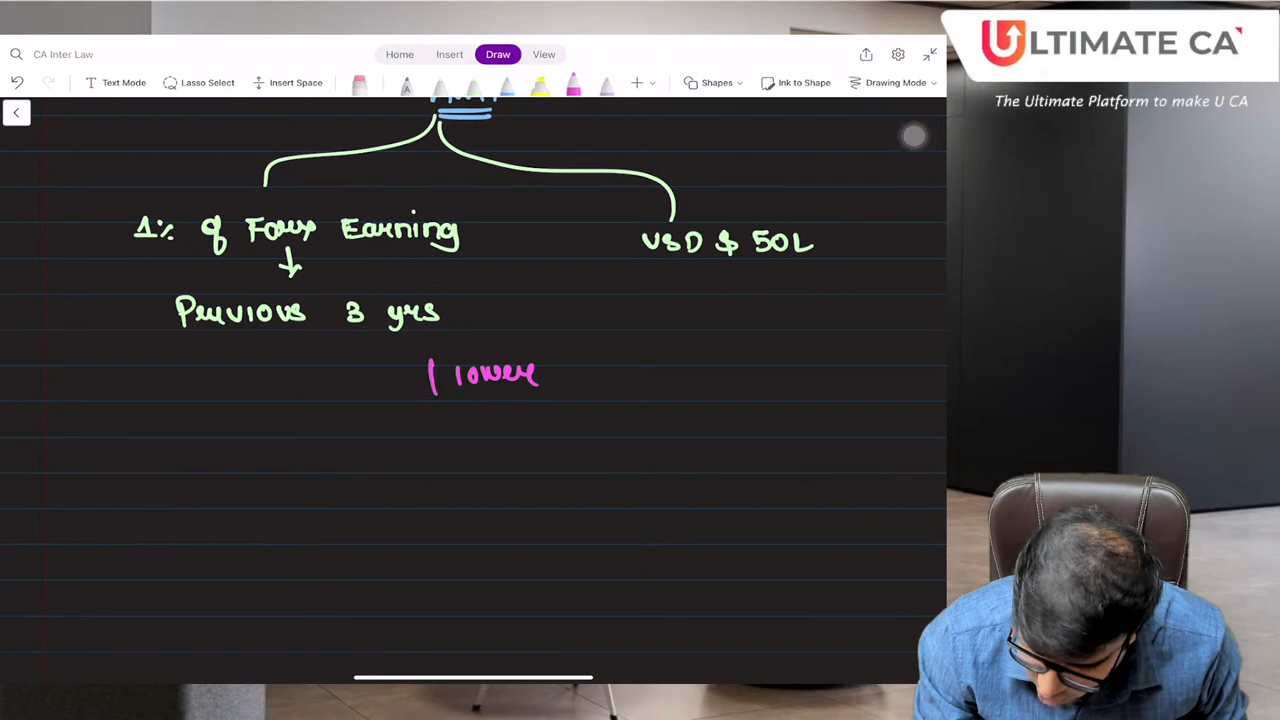 ULTIMATE CA
The Ultimate Platform to make U CA
CA Inter Law
Home Insert Draw View
Text Mode Lasso Select Insert Space Shapes Ink to Shape Drawing Mode
1% of Forex Earning
USD $ 50L
Previous 3 yrs
lower